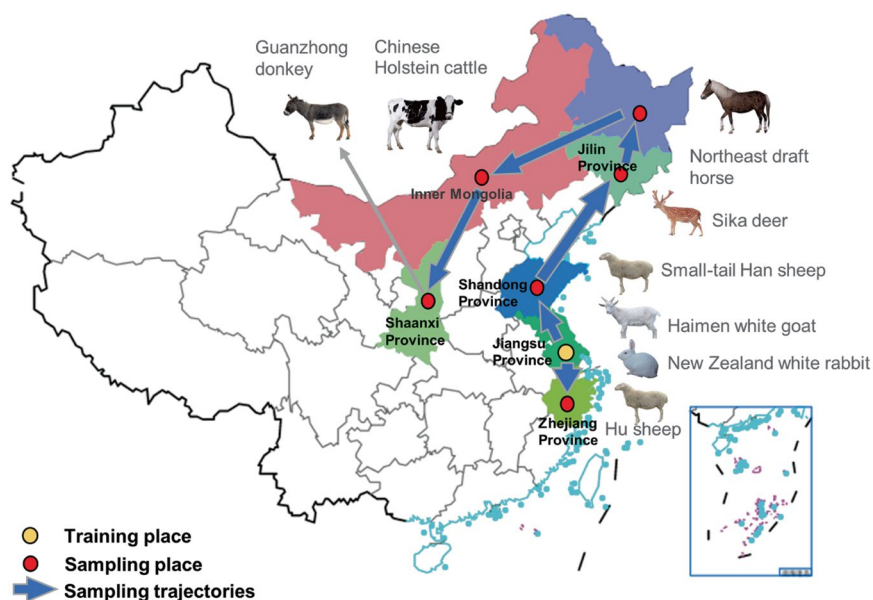 Guanzhong
donkey
Chinese
Holstein cattle
Jilin
Province
Northeast draft
horse
Inner Mongolia
Sika deer
Small-tail Han sheep
Shandong
Province
Haimen white goat
Shaanxi
Province
Jiangsu
Province
New Zealand white rabbit
Zhejiang
Province
Hu sheep
Training place
Sampling place
Sampling trajectories